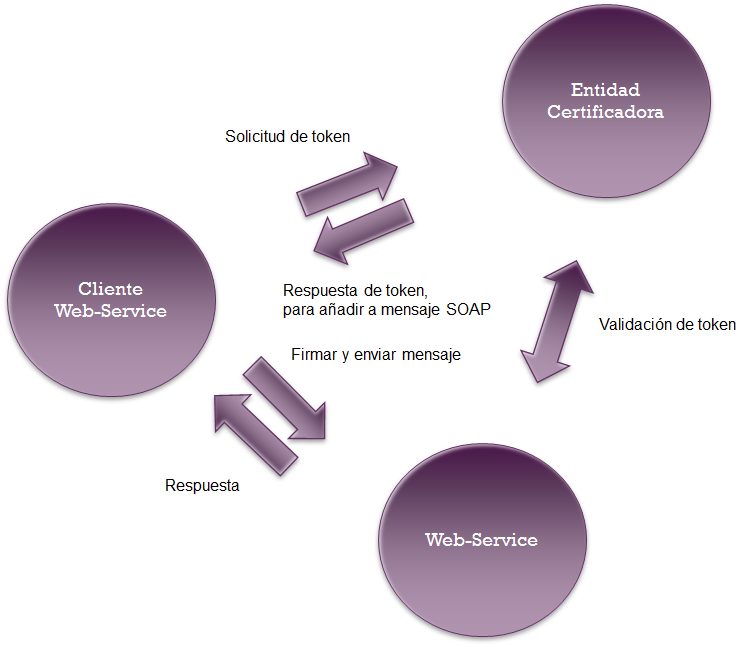 Entidad
Certificadora
Solicitud de token
Cliente
Web-Service
Respuesta de token,
para añadir a mensaje SOAP
Validación de token
Firmar y enviar mensaje
Respuesta
Web-Service